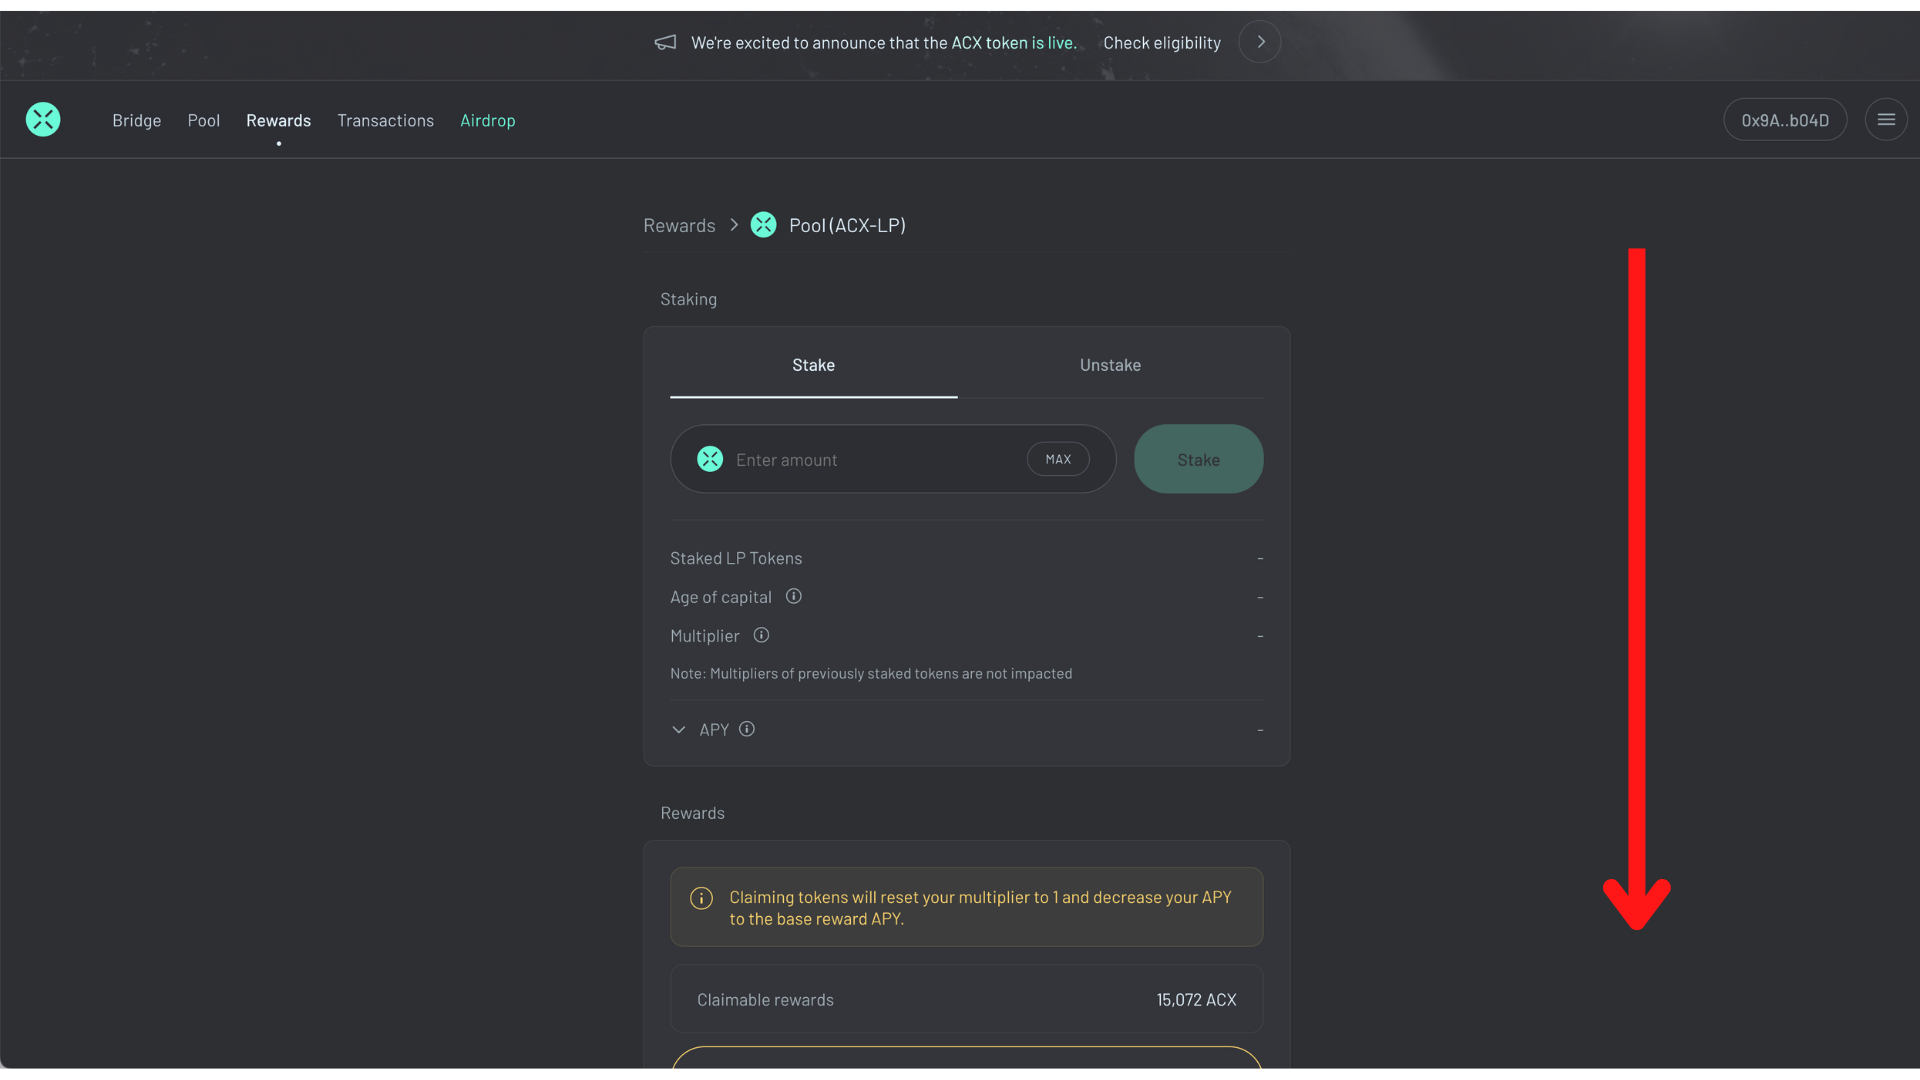 We're excited to announce that the ACX token is live. Check eligibility
Bridge Pool Rewards Transactions Airdrop 0x9A..b04D
Rewards > Pool (ACX-LP)
Staking
Stake Unstake
Enter amount MAX Stake
Staked LP Tokens -
Age of capital -
Multiplier -
Note: Multipliers of previously staked tokens are not impacted
APY -
Rewards
Claiming tokens will reset your multiplier to 1 and decrease your APY
to the base reward APY.
Claimable rewards 15,072 ACX